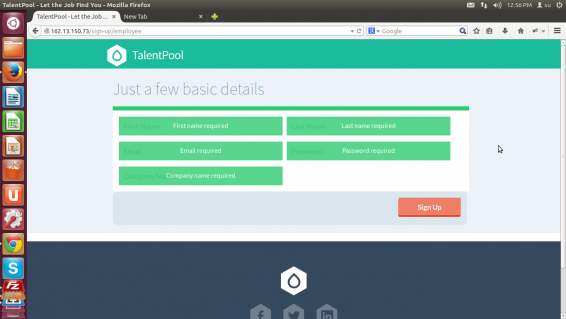 TalentPool - Let the Job Find You - Mozilla Firefox
12:56 PM
su
TalentPool - Let the Job...
New Tab
162.13.150.73/sign-up/employee
Google
TalentPool
Just a few basic details
First Name First name required
Last Name Last name required
Email Email required
Password Password required
Company Name Company name required
Sign Up